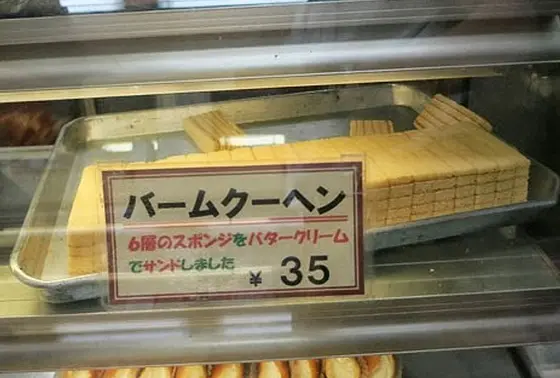 バームクーヘン
6層のスポンジをバタークリーム
でサンドしました
¥ 35